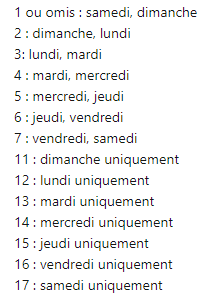 1 ou omis : samedi, dimanche
2 : dimanche, lundi
3: lundi, mardi
4 : mardi, mercredi
5 : mercredi, jeudi
6 : jeudi, vendredi
7 : vendredi, samedi
11 : dimanche uniquement
12 : lundi uniquement
13 : mardi uniquement
14 : mercredi uniquement
15 : jeudi uniquement
16 : vendredi uniquement
17 : samedi uniquement